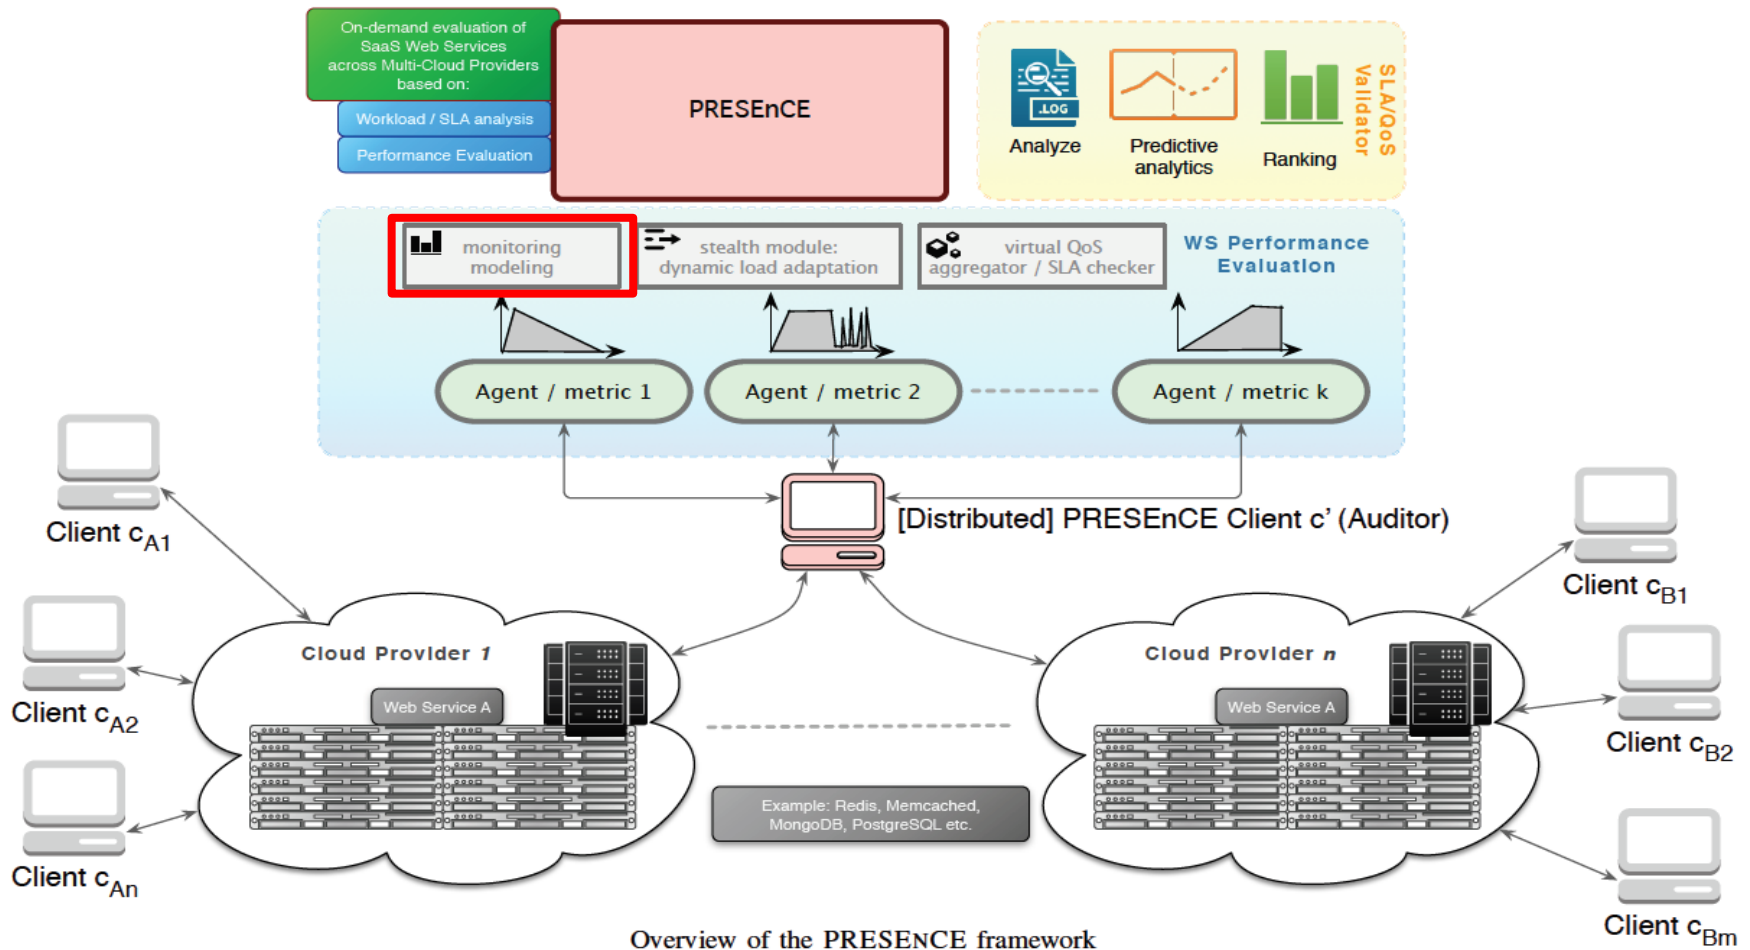 On-demand evaluation of
SaaS Web Services
across Multi-Cloud Providers
based on:
Workload / SLA analysis
Performance Evaluation
PRESEnCE
.LOG
Analyze
Predictive
analytics
Ranking
SLA/QoS
Validator
monitoring
modeling
stealth module:
dynamic load adaptation
virtual QoS
aggregator / SLA checker
WS Performance
Evaluation
Agent / metric 1
Agent / metric 2
Agent / metric k
[Distributed] PRESEnCE Client c’ (Auditor)
Client cA1
Client cA2
Client cAn
Client cB1
Client cB2
Client cBm
Cloud Provider 1
Web Service A
Cloud Provider n
Web Service A
Example: Redis, Memcached,
MongoDB, PostgreSQL etc.
Overview of the PRESENCE framework